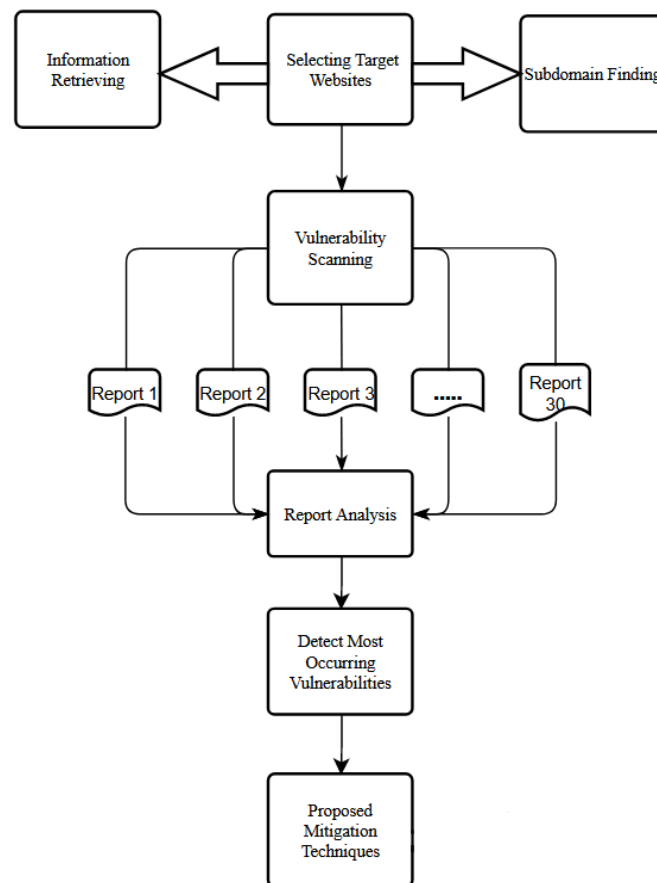 Information
Retrieving
Selecting Target
Websites
Subdomain Finding
Vulnerability
Scanning
Report 1
Report 2
Report 3
.....
Report
30
Report Analysis
Detect Most
Occurring
Vulnerabilities
Proposed
Mitigation
Techniques